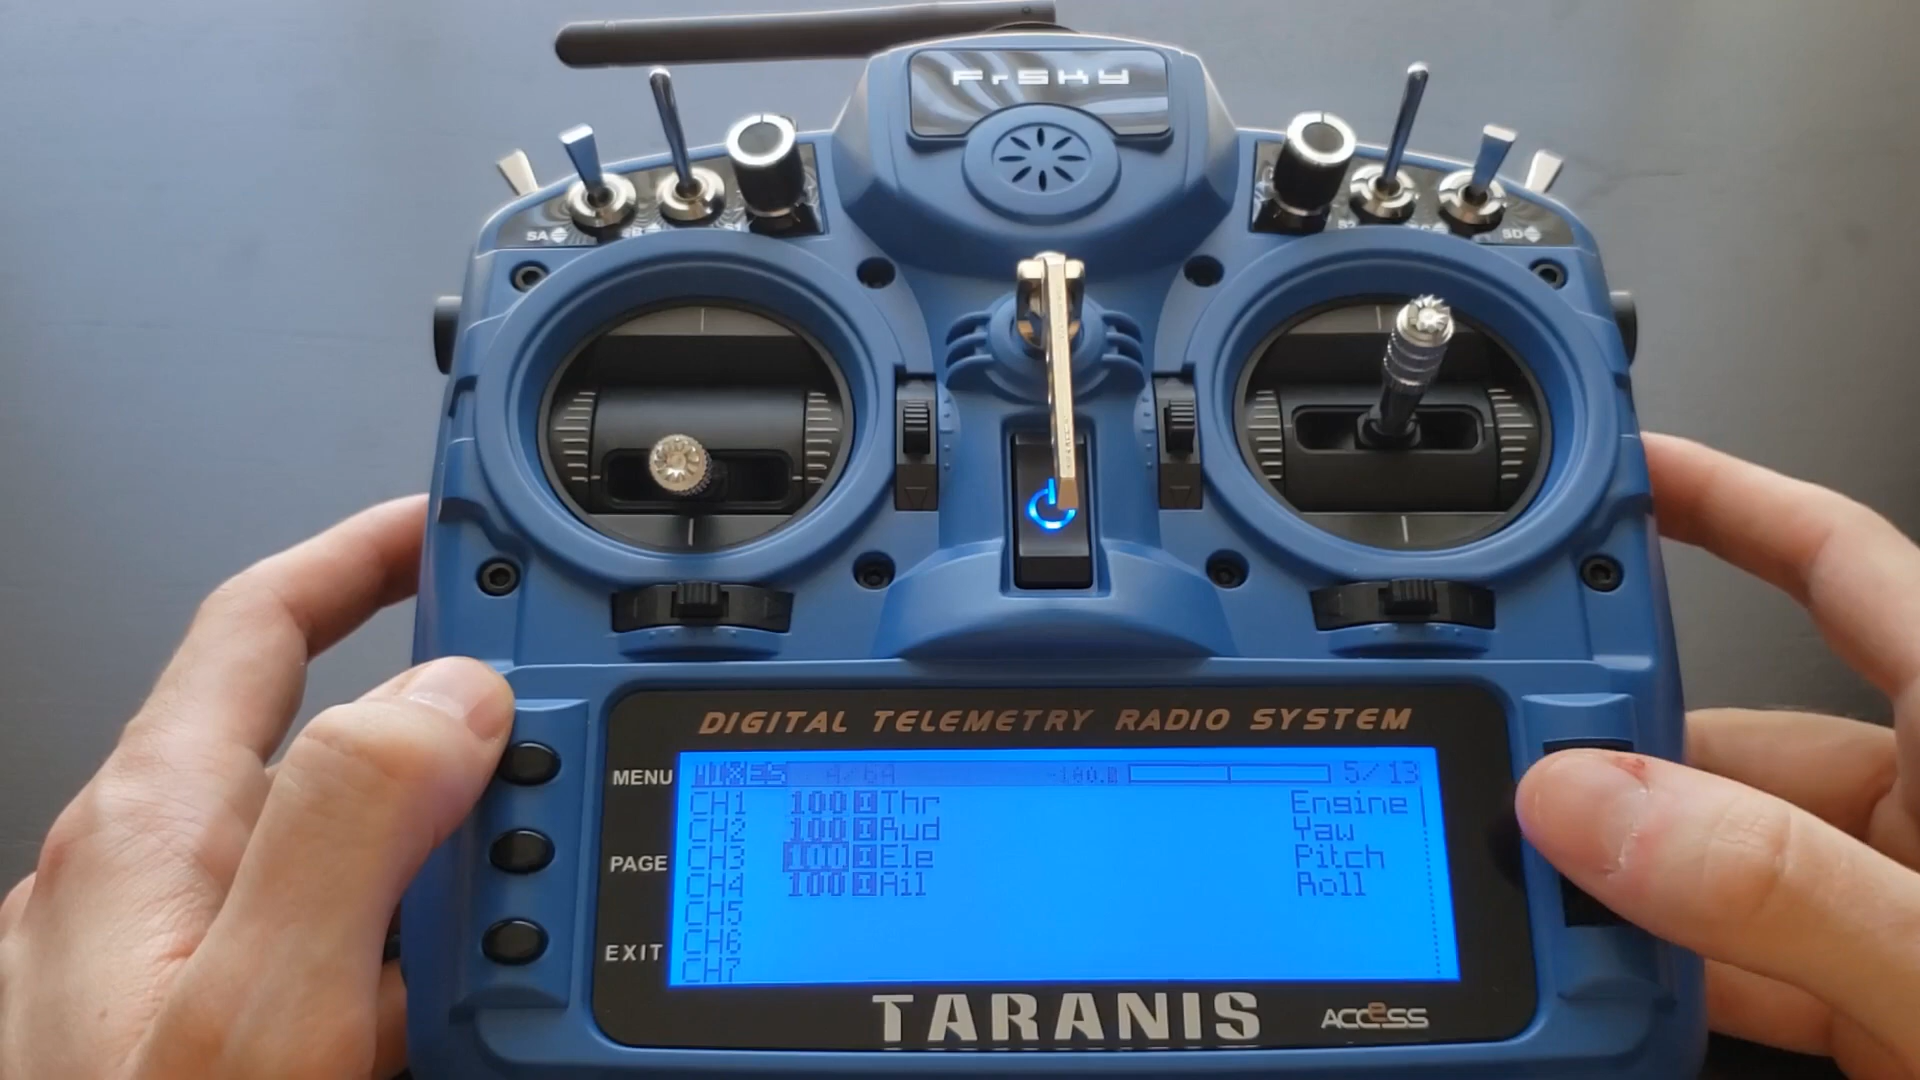 FrSKY
SA
SD
DIGITAL TELEMETRY RADIO SYSTEM
MENU
PAGE
EXIT
MIXES 5/13
CH1 100 Thr Engine
CH2 100 Rud Yaw
CH3 100 Ele Pitch
CH4 100 Ail Roll
CH5
CH6
CH7
TARANIS
ACCESS